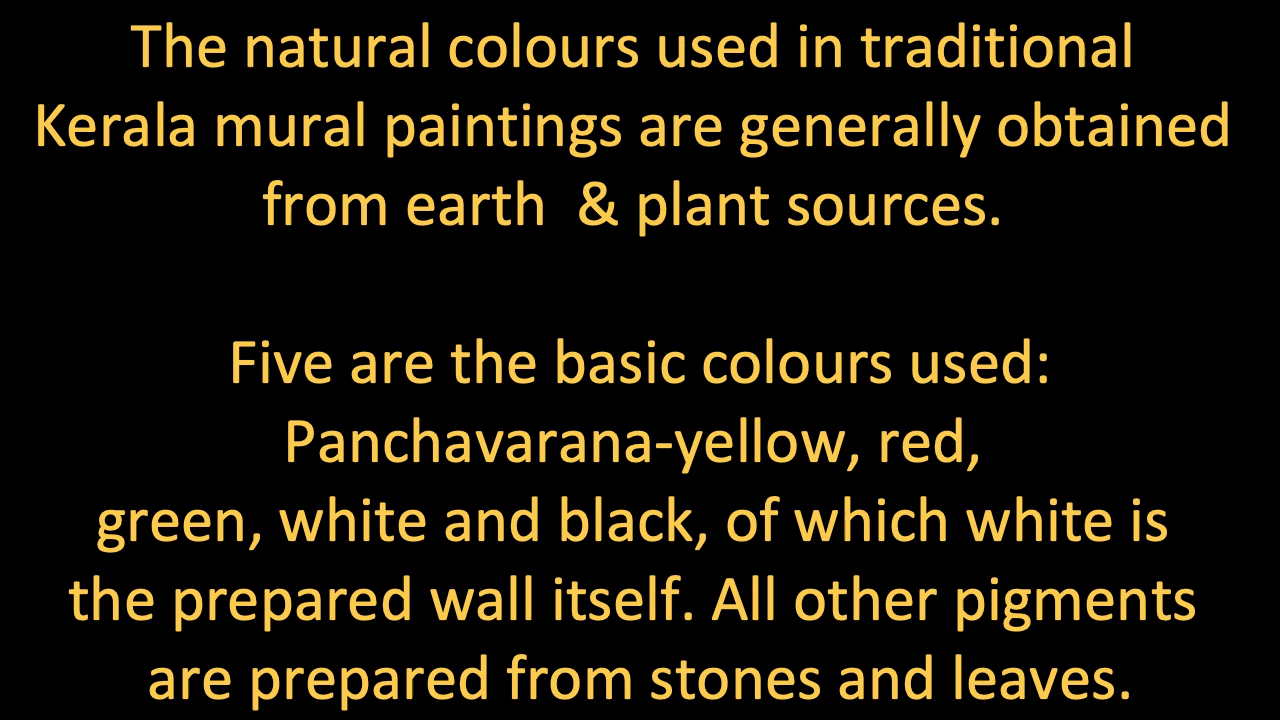 The natural colours used in traditional
Kerala mural paintings are generally obtained
from earth  & plant sources.
Five are the basic colours used:
Panchavarana-yellow, red,
green, white and black, of which white is
the prepared wall itself. All other pigments
are prepared from stones and leaves.